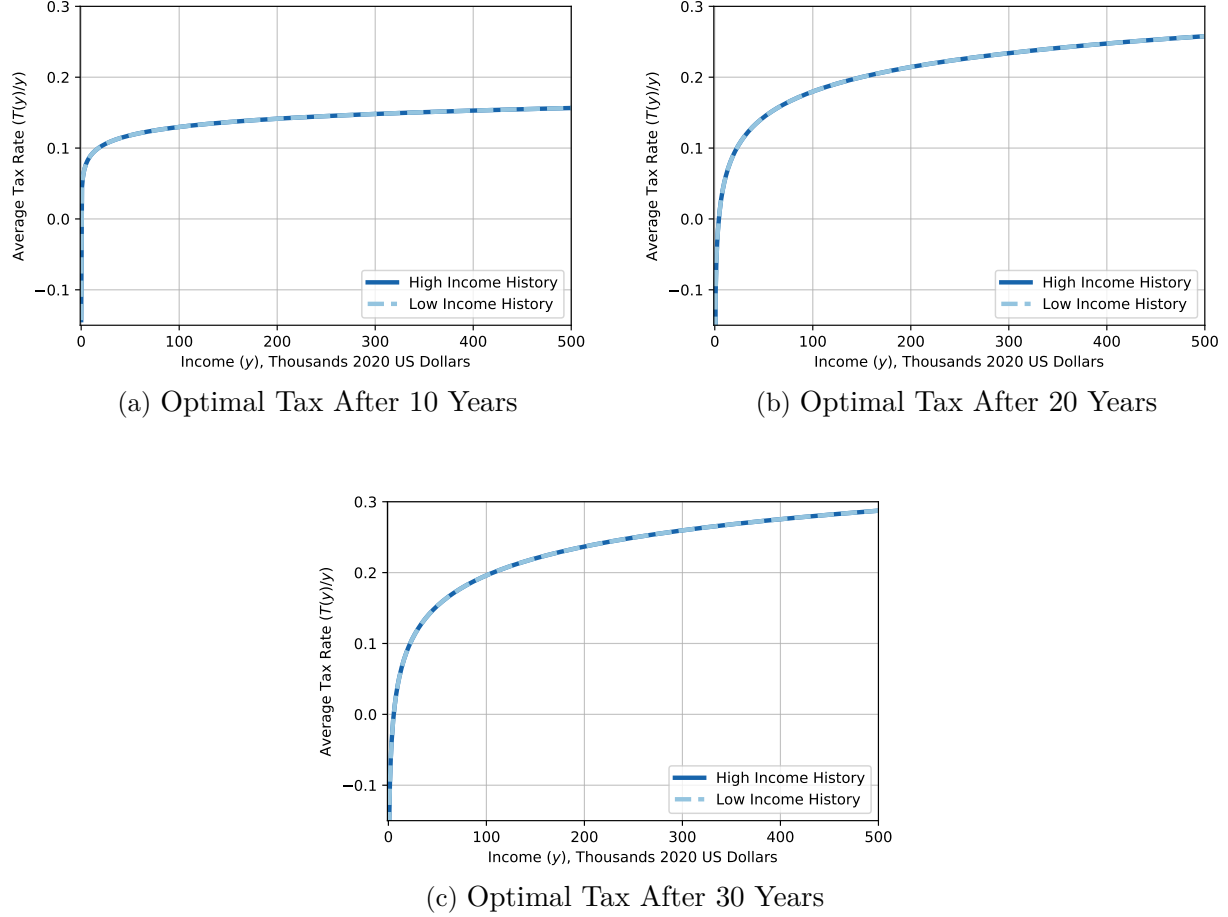 0.3
0.2
0.1
0.0
−0.1
Average Tax Rate (T(y)/y)
High Income History
Low Income History
0 100 200 300 400 500
Income (y), Thousands 2020 US Dollars
(a) Optimal Tax After 10 Years
0.3
0.2
0.1
0.0
−0.1
Average Tax Rate (T(y)/y)
High Income History
Low Income History
0 100 200 300 400 500
Income (y), Thousands 2020 US Dollars
(b) Optimal Tax After 20 Years
0.3
0.2
0.1
0.0
−0.1
Average Tax Rate (T(y)/y)
High Income History
Low Income History
0 100 200 300 400 500
Income (y), Thousands 2020 US Dollars
(c) Optimal Tax After 30 Years